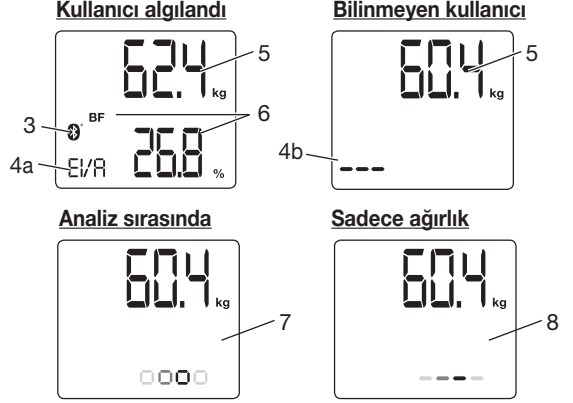 Kullanıcı algılandı
62.4 kg
5
BF
6
3
4a
EVA
26.8 %
Bilinmeyen kullanıcı
60.4 kg
5
4b
---
Analiz sırasında
60.4 kg
7
Sadece ağırlık
60.4 kg
8